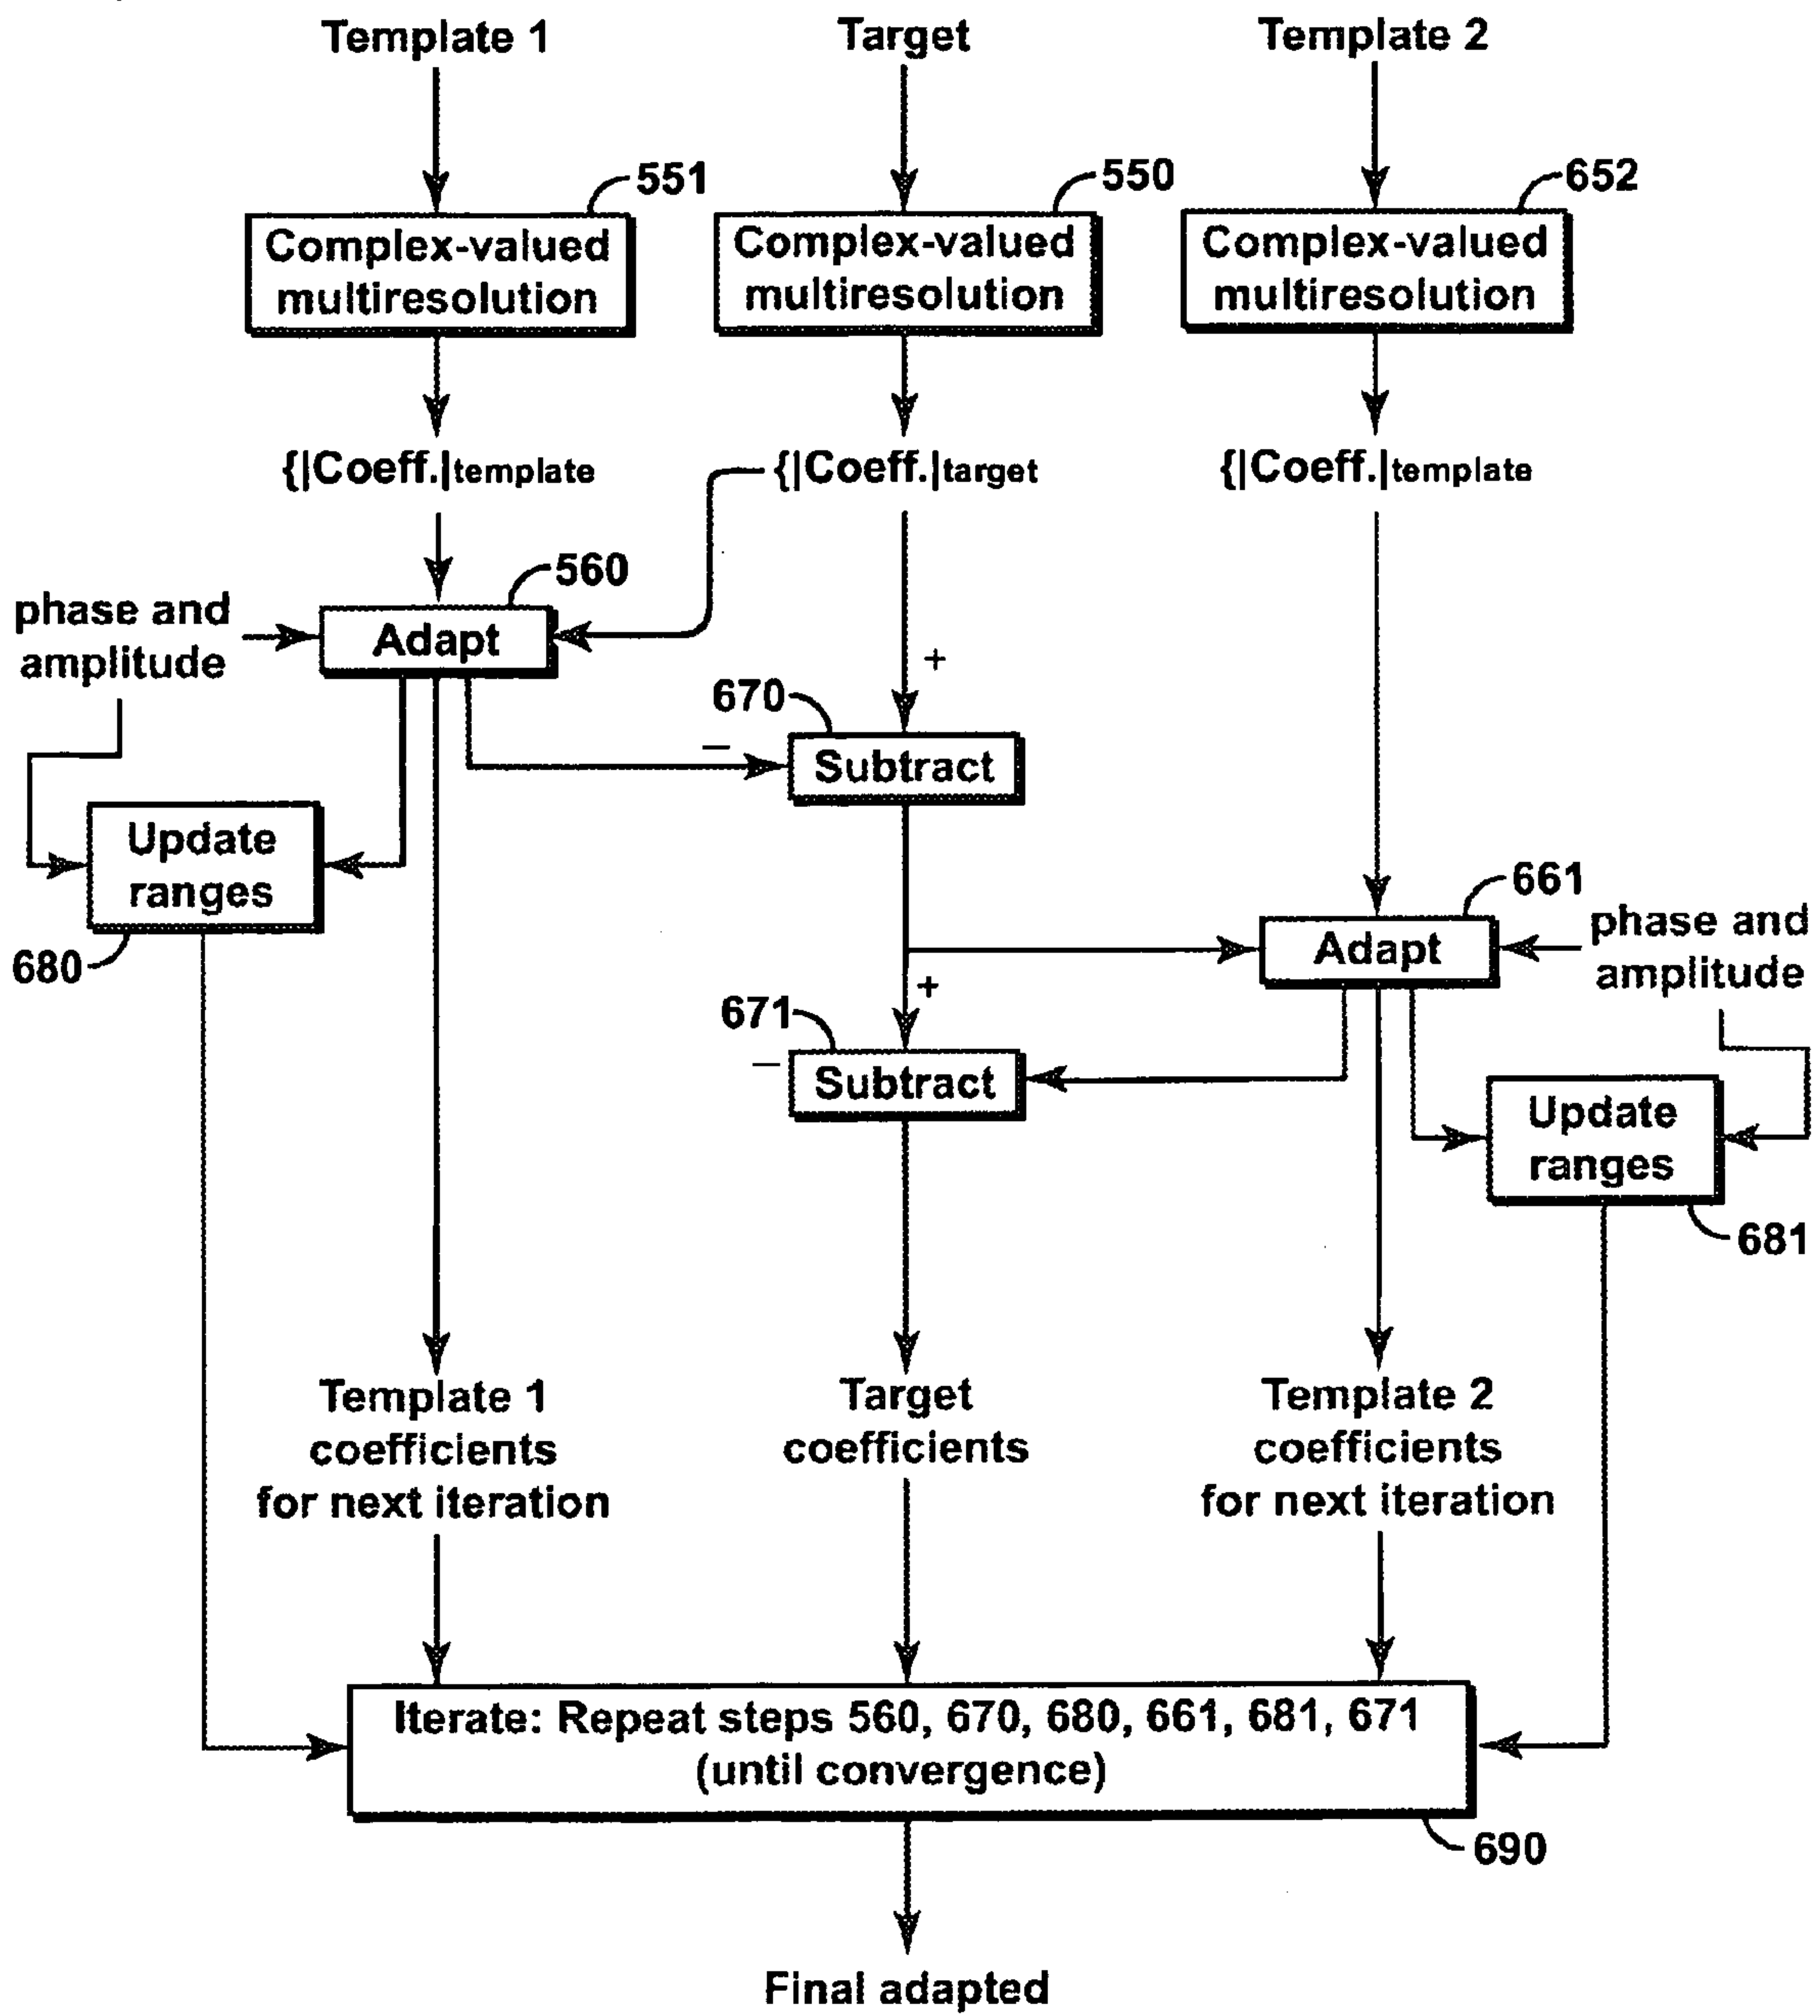 Template 1
Target
Template 2
551
550
652
Complex-valued
multiresolution
Complex-valued
multiresolution
Complex-valued
multiresolution
{|Coeff.|template
{|Coeff.|target
{|Coeff.|template
560
phase and
amplitude
Adapt
+
670
−
Subtract
Update
ranges
680
661
Adapt
phase and
amplitude
+
671
−
Subtract
Update
ranges
681
Template 1
coefficients
for next iteration
Target
coefficients
Template 2
coefficients
for next iteration
Iterate: Repeat steps 560, 670, 680, 661, 681, 671
(until convergence)
690
Final adapted